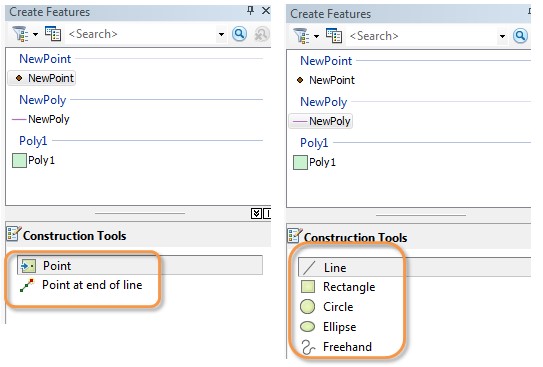 Create Features
<Search>
NewPoint
NewPoint
NewPoly
NewPoly
Poly1
Poly1
Construction Tools
Point
Point at end of line
Create Features
<Search>
NewPoint
NewPoint
NewPoly
NewPoly
Poly1
Poly1
Construction Tools
Line
Rectangle
Circle
Ellipse
Freehand